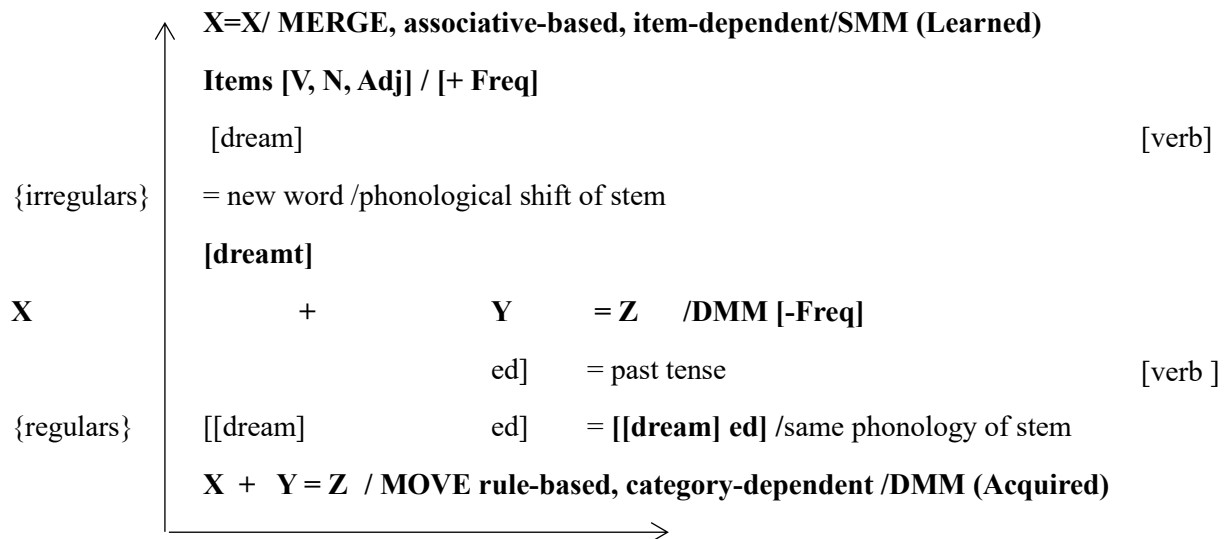 X=X/ MERGE, associative-based, item-dependent/SMM (Learned)
Items [V, N, Adj] / [+ Freq]
[dream] [verb]
{irregulars} = new word /phonological shift of stem
[dreamt]
X + Y = Z /DMM [-Freq]
ed] = past tense [verb ]
{regulars} [[dream] ed] = [[dream] ed] /same phonology of stem
X + Y = Z / MOVE rule-based, category-dependent /DMM (Acquired)